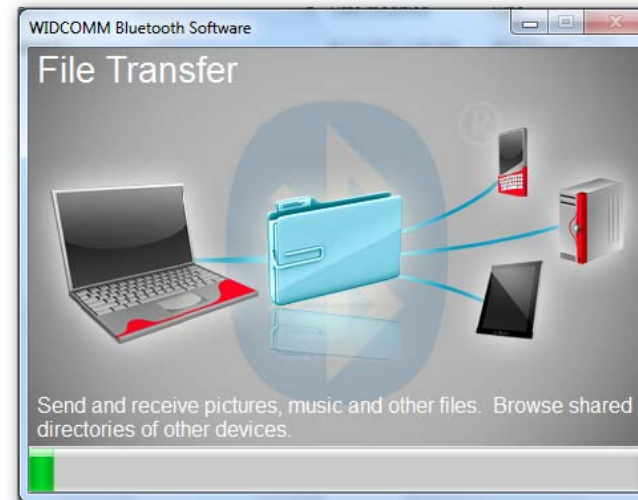 WIDCOMM Bluetooth Software
File Transfer
®
Send and receive pictures, music and other files. Browse shared
directories of other devices.